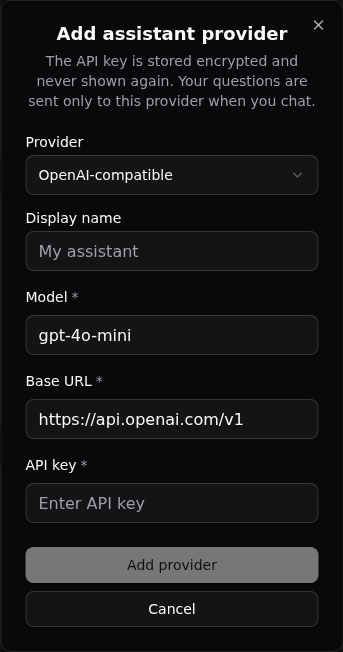 Add assistant provider
The API key is stored encrypted and
never shown again. Your questions are
sent only to this provider when you chat.
Provider
OpenAI-compatible
Display name
My assistant
Model *
gpt-4o-mini
Base URL *
https://api.openai.com/v1
API key *
Enter API key
Add provider
Cancel